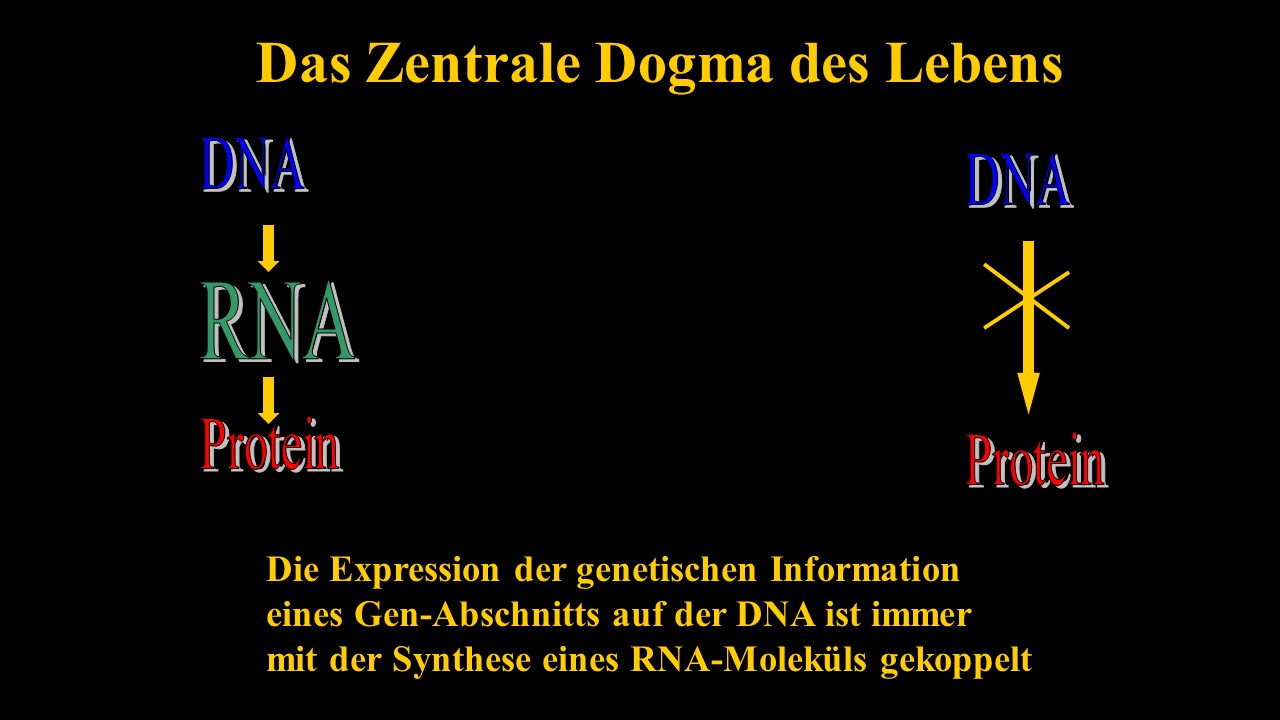 Das Zentrale Dogma des Lebens
DNA
RNA
Protein
DNA
Protein
Die Expression der genetischen Information
eines Gen-Abschnitts auf der DNA ist immer
mit der Synthese eines RNA-Moleküls gekoppelt